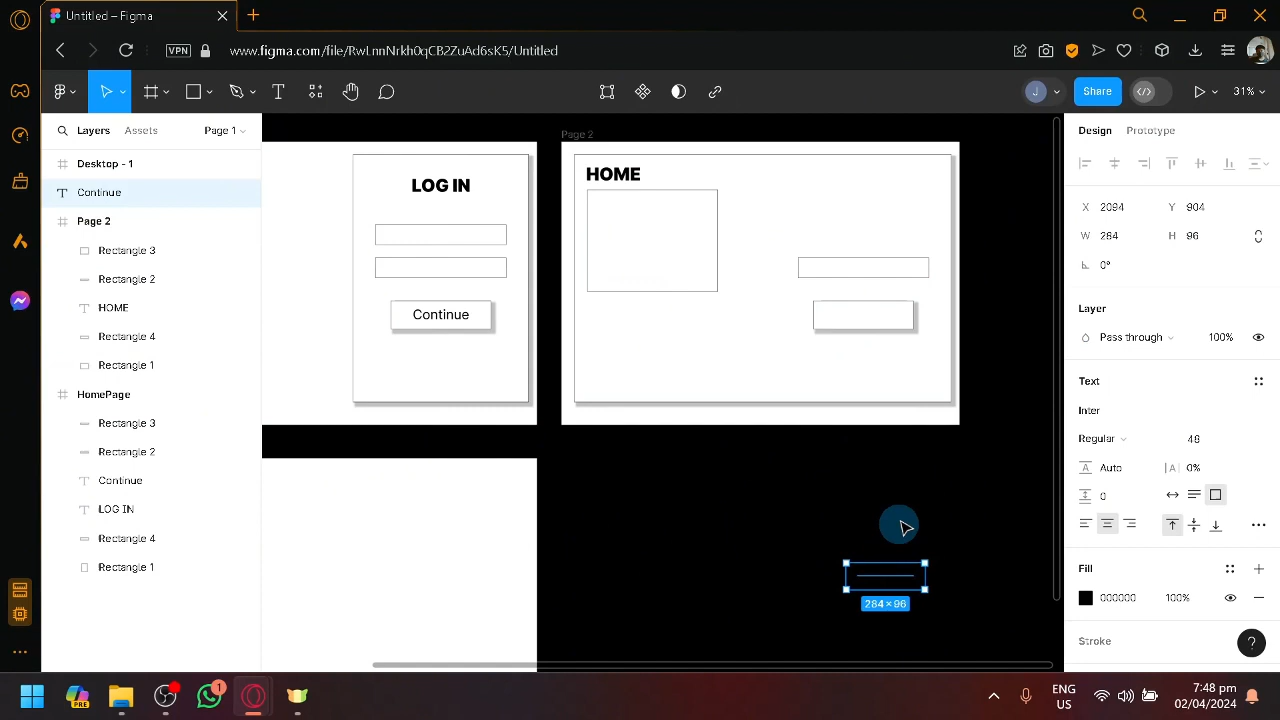 Untitled – Figma
VPN
www.figma.com/file/RwLnnNrkh0qCB2ZuAd6sK5/Untitled
J
Share
31%
Layers
Assets
Page 1
Desktop - 1
Continue
Page 2
Rectangle 3
Rectangle 2
HOME
Rectangle 4
Rectangle 1
HomePage
Rectangle 3
Rectangle 2
Continue
LOG IN
Rectangle 4
Rectangle 1
LOG IN
Continue
Page 2
HOME
284 × 96
Design
Prototype
X 2094
Y 904
W 284
H 96
0°
Layer
Pass through
100%
Text
Inter
Regular
48
Auto
|A| 0%
0
Fill
000000
100%
Stroke
?
PRE
1
ENG
US
7:48 pm
02/04/2024